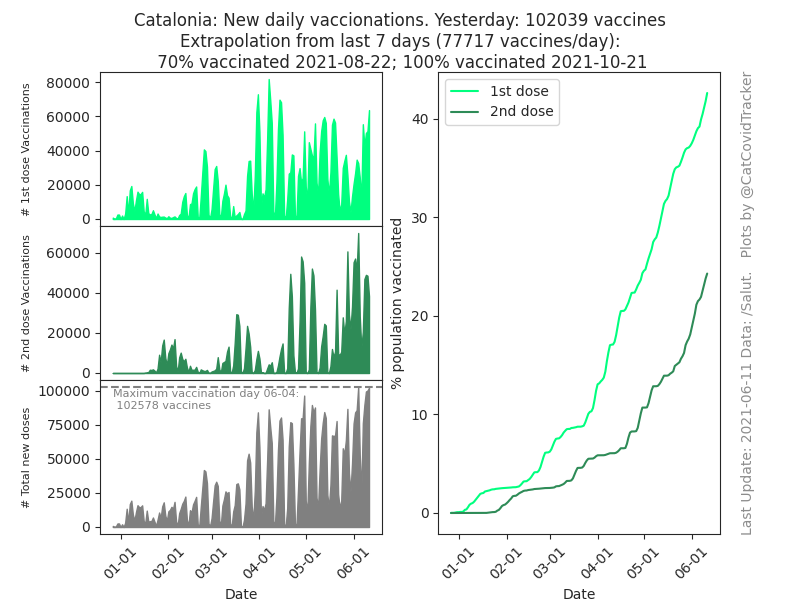 Catalonia: New daily vaccionations. Yesterday: 102039 vaccines
Extrapolation from last 7 days (77717 vaccines/day):
70% vaccinated 2021-08-22; 100% vaccinated 2021-10-21
# 1st dose Vaccinations
80000
60000
40000
20000
0
# 2nd dose Vaccinations
60000
40000
20000
0
# Total new doses
100000
75000
50000
25000
0
Maximum vaccination day 06-04:
102578 vaccines
01-01
02-01
03-01
04-01
05-01
06-01
Date
% population vaccinated
40
30
20
10
0
1st dose
2nd dose
01-01
02-01
03-01
04-01
05-01
06-01
Date
Last Update: 2021-06-11 Data: /Salut. Plots by @CatCovidTracker